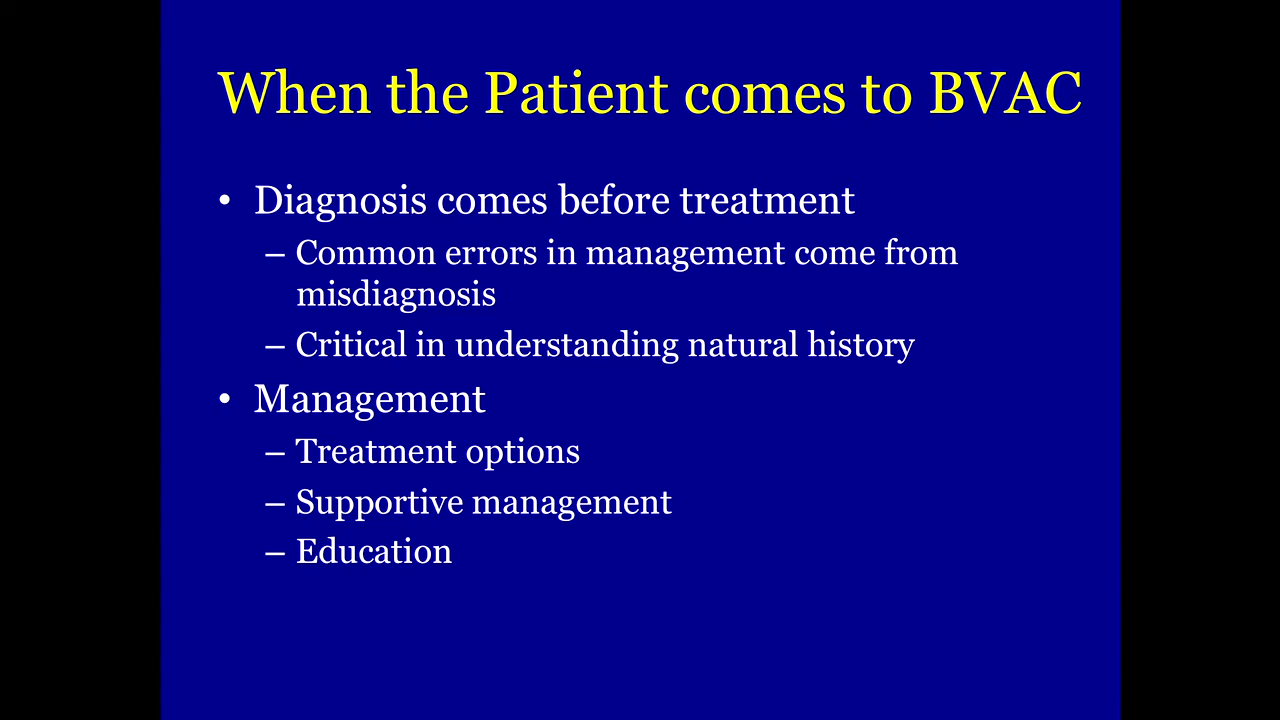 When the Patient comes to BVAC
• Diagnosis comes before treatment
– Common errors in management come from
misdiagnosis
– Critical in understanding natural history
• Management
– Treatment options
– Supportive management
– Education